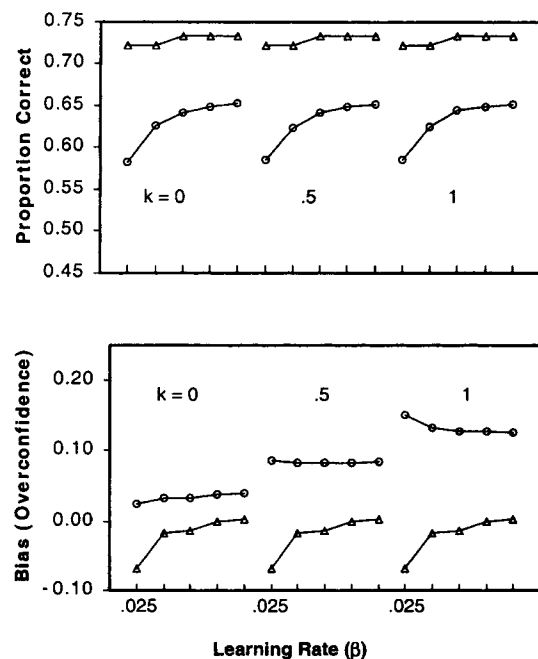 Proportion Correct
0.75
0.70
0.65
0.60
0.55
0.50
0.45
k = 0 .5 1
Bias (Overconfidence)
0.20
0.10
0.00
-0.10
k = 0 .5 1
.025 .025 .025
Learning Rate (β)